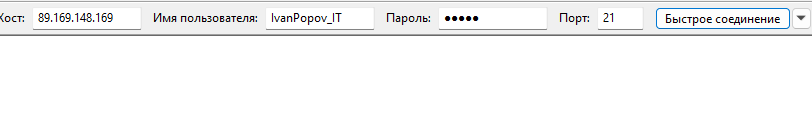 Хост: 89.169.148.169 Имя пользователя: IvanPopov_IT Пароль: ●●●●● Порт: 21 Быстрое соединение